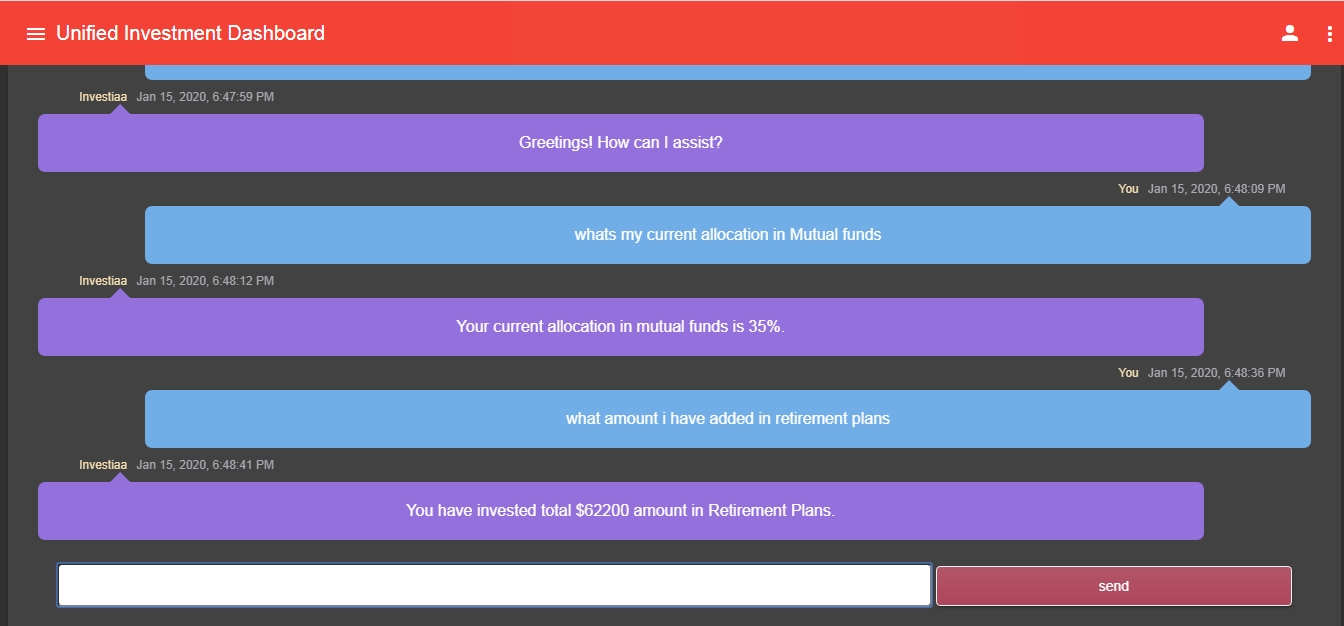 Unified Investment Dashboard
Investiaa Jan 15, 2020, 6:47:59 PM
Greetings! How can I assist?
You Jan 15, 2020, 6:48:09 PM
whats my current allocation in Mutual funds
Investiaa Jan 15, 2020, 6:48:12 PM
Your current allocation in mutual funds is 35%.
You Jan 15, 2020, 6:48:36 PM
what amount i have added in retirement plans
Investiaa Jan 15, 2020, 6:48:41 PM
You have invested total $62200 amount in Retirement Plans.
send